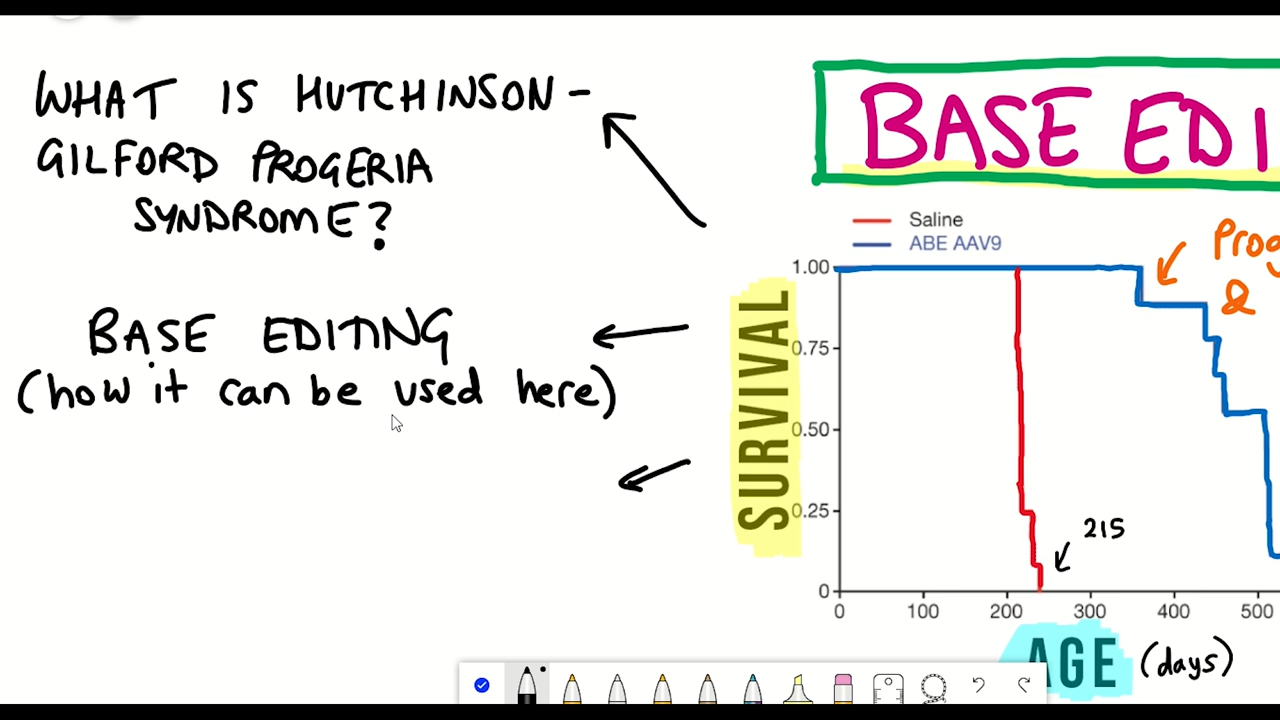 WHAT IS HUTCHINSON-
GILFORD PROGERIA
SYNDROME?
BASE EDITING
(how it can be used here)
BASE EDI
Saline
ABE AAV9
Prog
&
SURVIVAL
1.00
0.75
0.50
0.25
0
215
0 100 200 300 400 500
AGE (days)